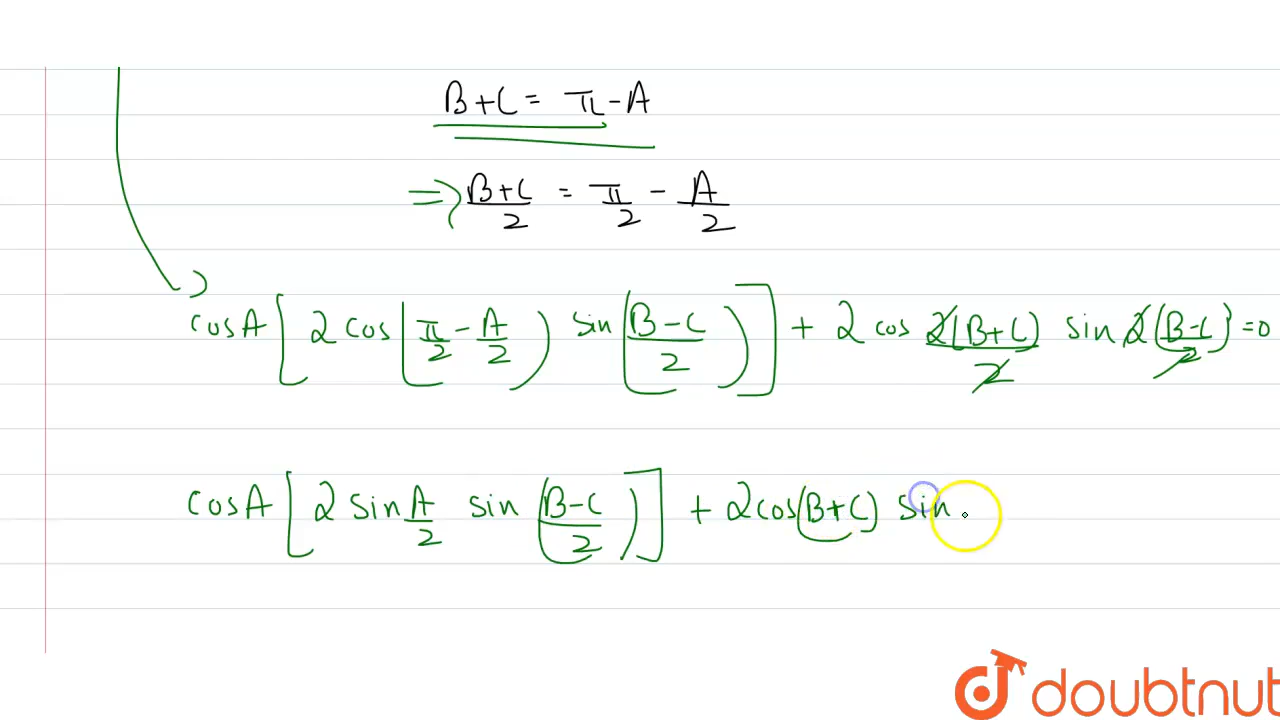 B+C = π-A
=> B+C/2 = π/2 - A/2
cosA [2 cos(π/2 - A/2) sin(B-C/2)] + 2 cos 2(B+C)/2 sin 2(B-C)/2 = 0
cosA [2 sin A/2 sin (B-C/2)] + 2cos(B+C) sin
doubtnut